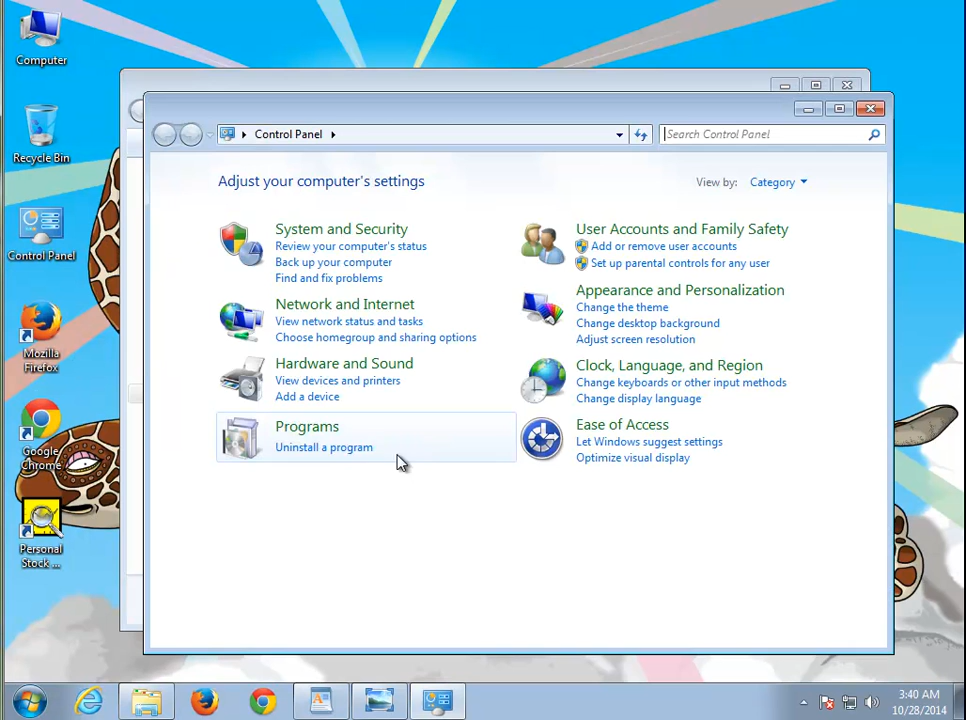 Computer
Recycle Bin
Control Panel
Mozilla
Firefox
Google
Chrome
Personal
Stock ...
Control Panel
Search Control Panel
Adjust your computer's settings
View by: Category
System and Security
Review your computer's status
Back up your computer
Find and fix problems
Network and Internet
View network status and tasks
Choose homegroup and sharing options
Hardware and Sound
View devices and printers
Add a device
Programs
Uninstall a program
User Accounts and Family Safety
Add or remove user accounts
Set up parental controls for any user
Appearance and Personalization
Change the theme
Change desktop background
Adjust screen resolution
Clock, Language, and Region
Change keyboards or other input methods
Change display language
Ease of Access
Let Windows suggest settings
Optimize visual display
3:40 AM
10/28/2014